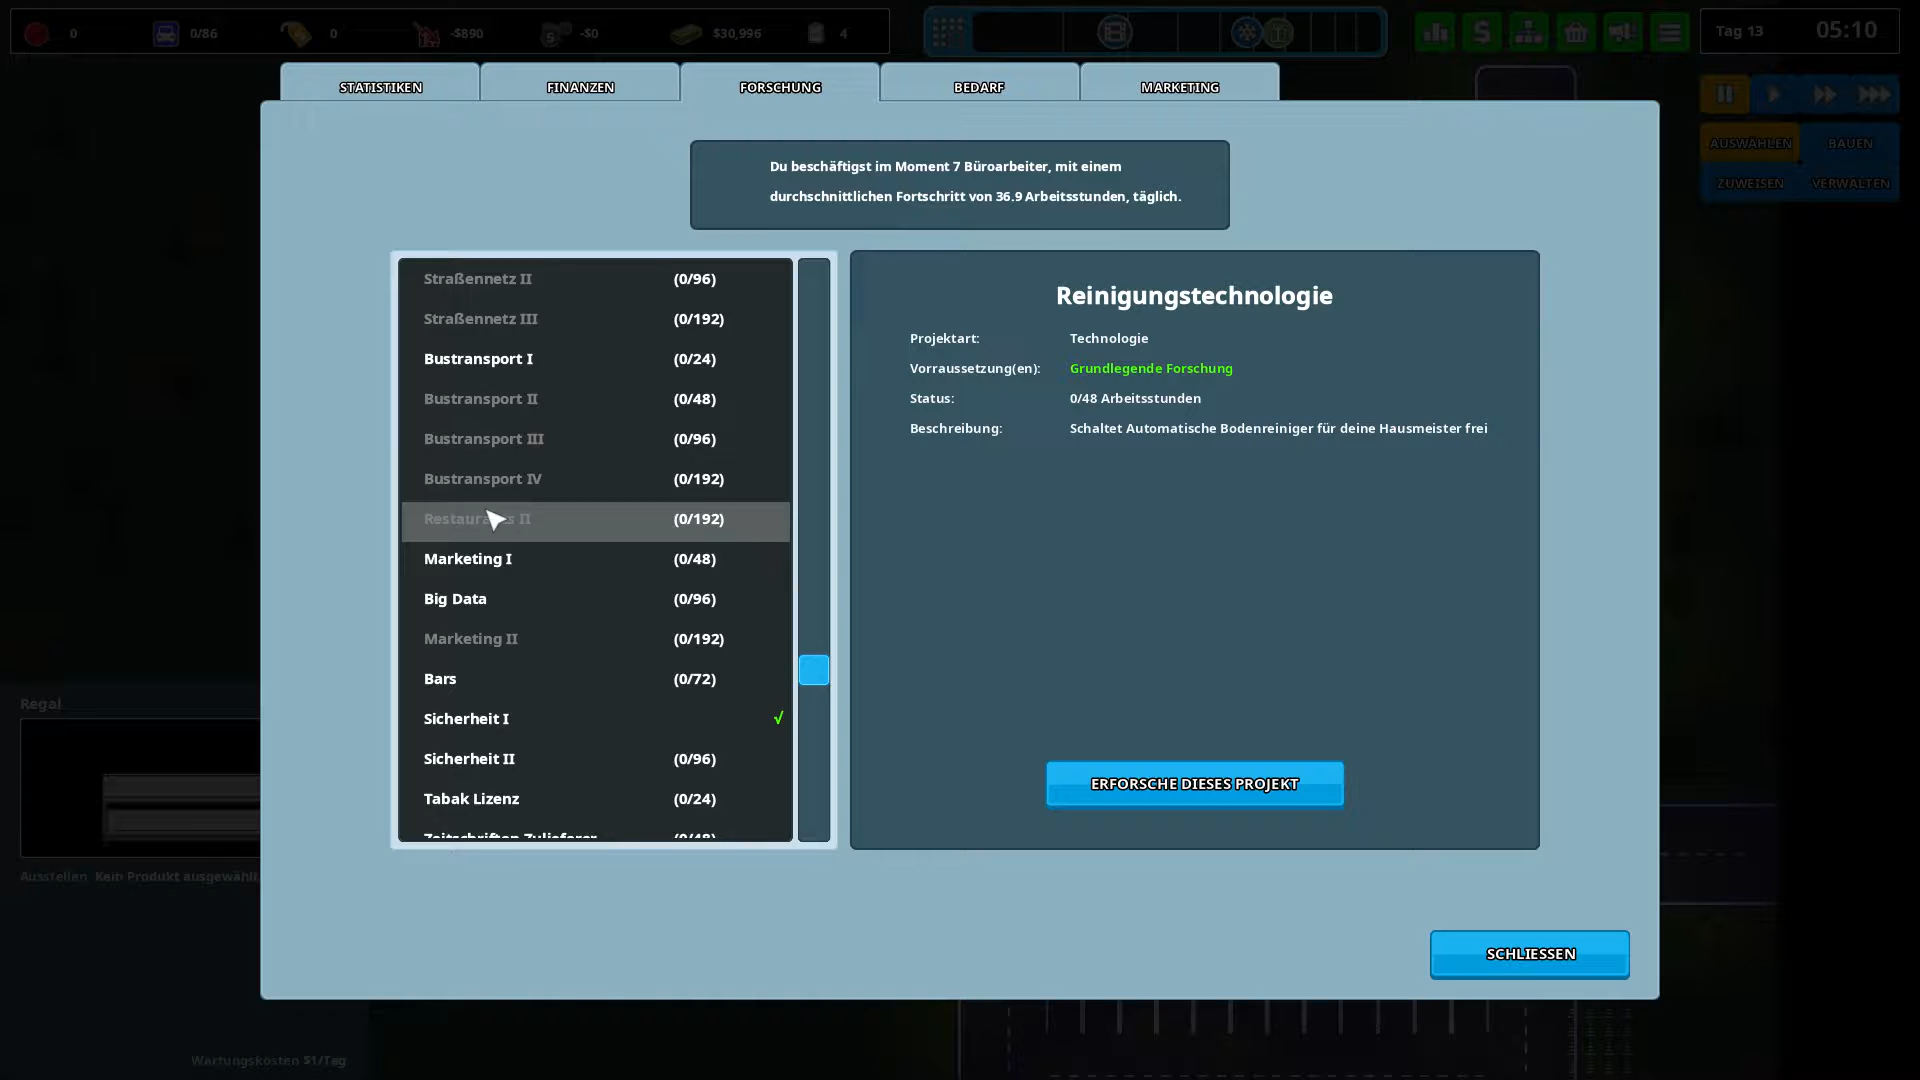 0
0/86
0
-$890
-$0
$30,996
4
Tag 13
05:10
STATISTIKEN
FINANZEN
FORSCHUNG
BEDARF
MARKETING
AUSWÄHLEN
BAUEN
ZUWEISEN
VERWALTEN
Du beschäftigst im Moment 7 Büroarbeiter, mit einem
durchschnittlichen Fortschritt von 36.9 Arbeitsstunden, täglich.
Straßennetz II (0/96)
Straßennetz III (0/192)
Bustransport I (0/24)
Bustransport II (0/48)
Bustransport III (0/96)
Bustransport IV (0/192)
Restaurants II (0/192)
Marketing I (0/48)
Big Data (0/96)
Marketing II (0/192)
Bars (0/72)
Sicherheit I √
Sicherheit II (0/96)
Tabak Lizenz (0/24)
Zeitschriften Zulieferer (0/48)
Reinigungstechnologie
Projektart: Technologie
Vorraussetzung(en): Grundlegende Forschung
Status: 0/48 Arbeitsstunden
Beschreibung: Schaltet Automatische Bodenreiniger für deine Hausmeister frei
ERFORSCHE DIESES PROJEKT
SCHLIESSEN
Regal
Ausstellen Kein Produkt ausgewählt
Wartungskosten $1/Tag